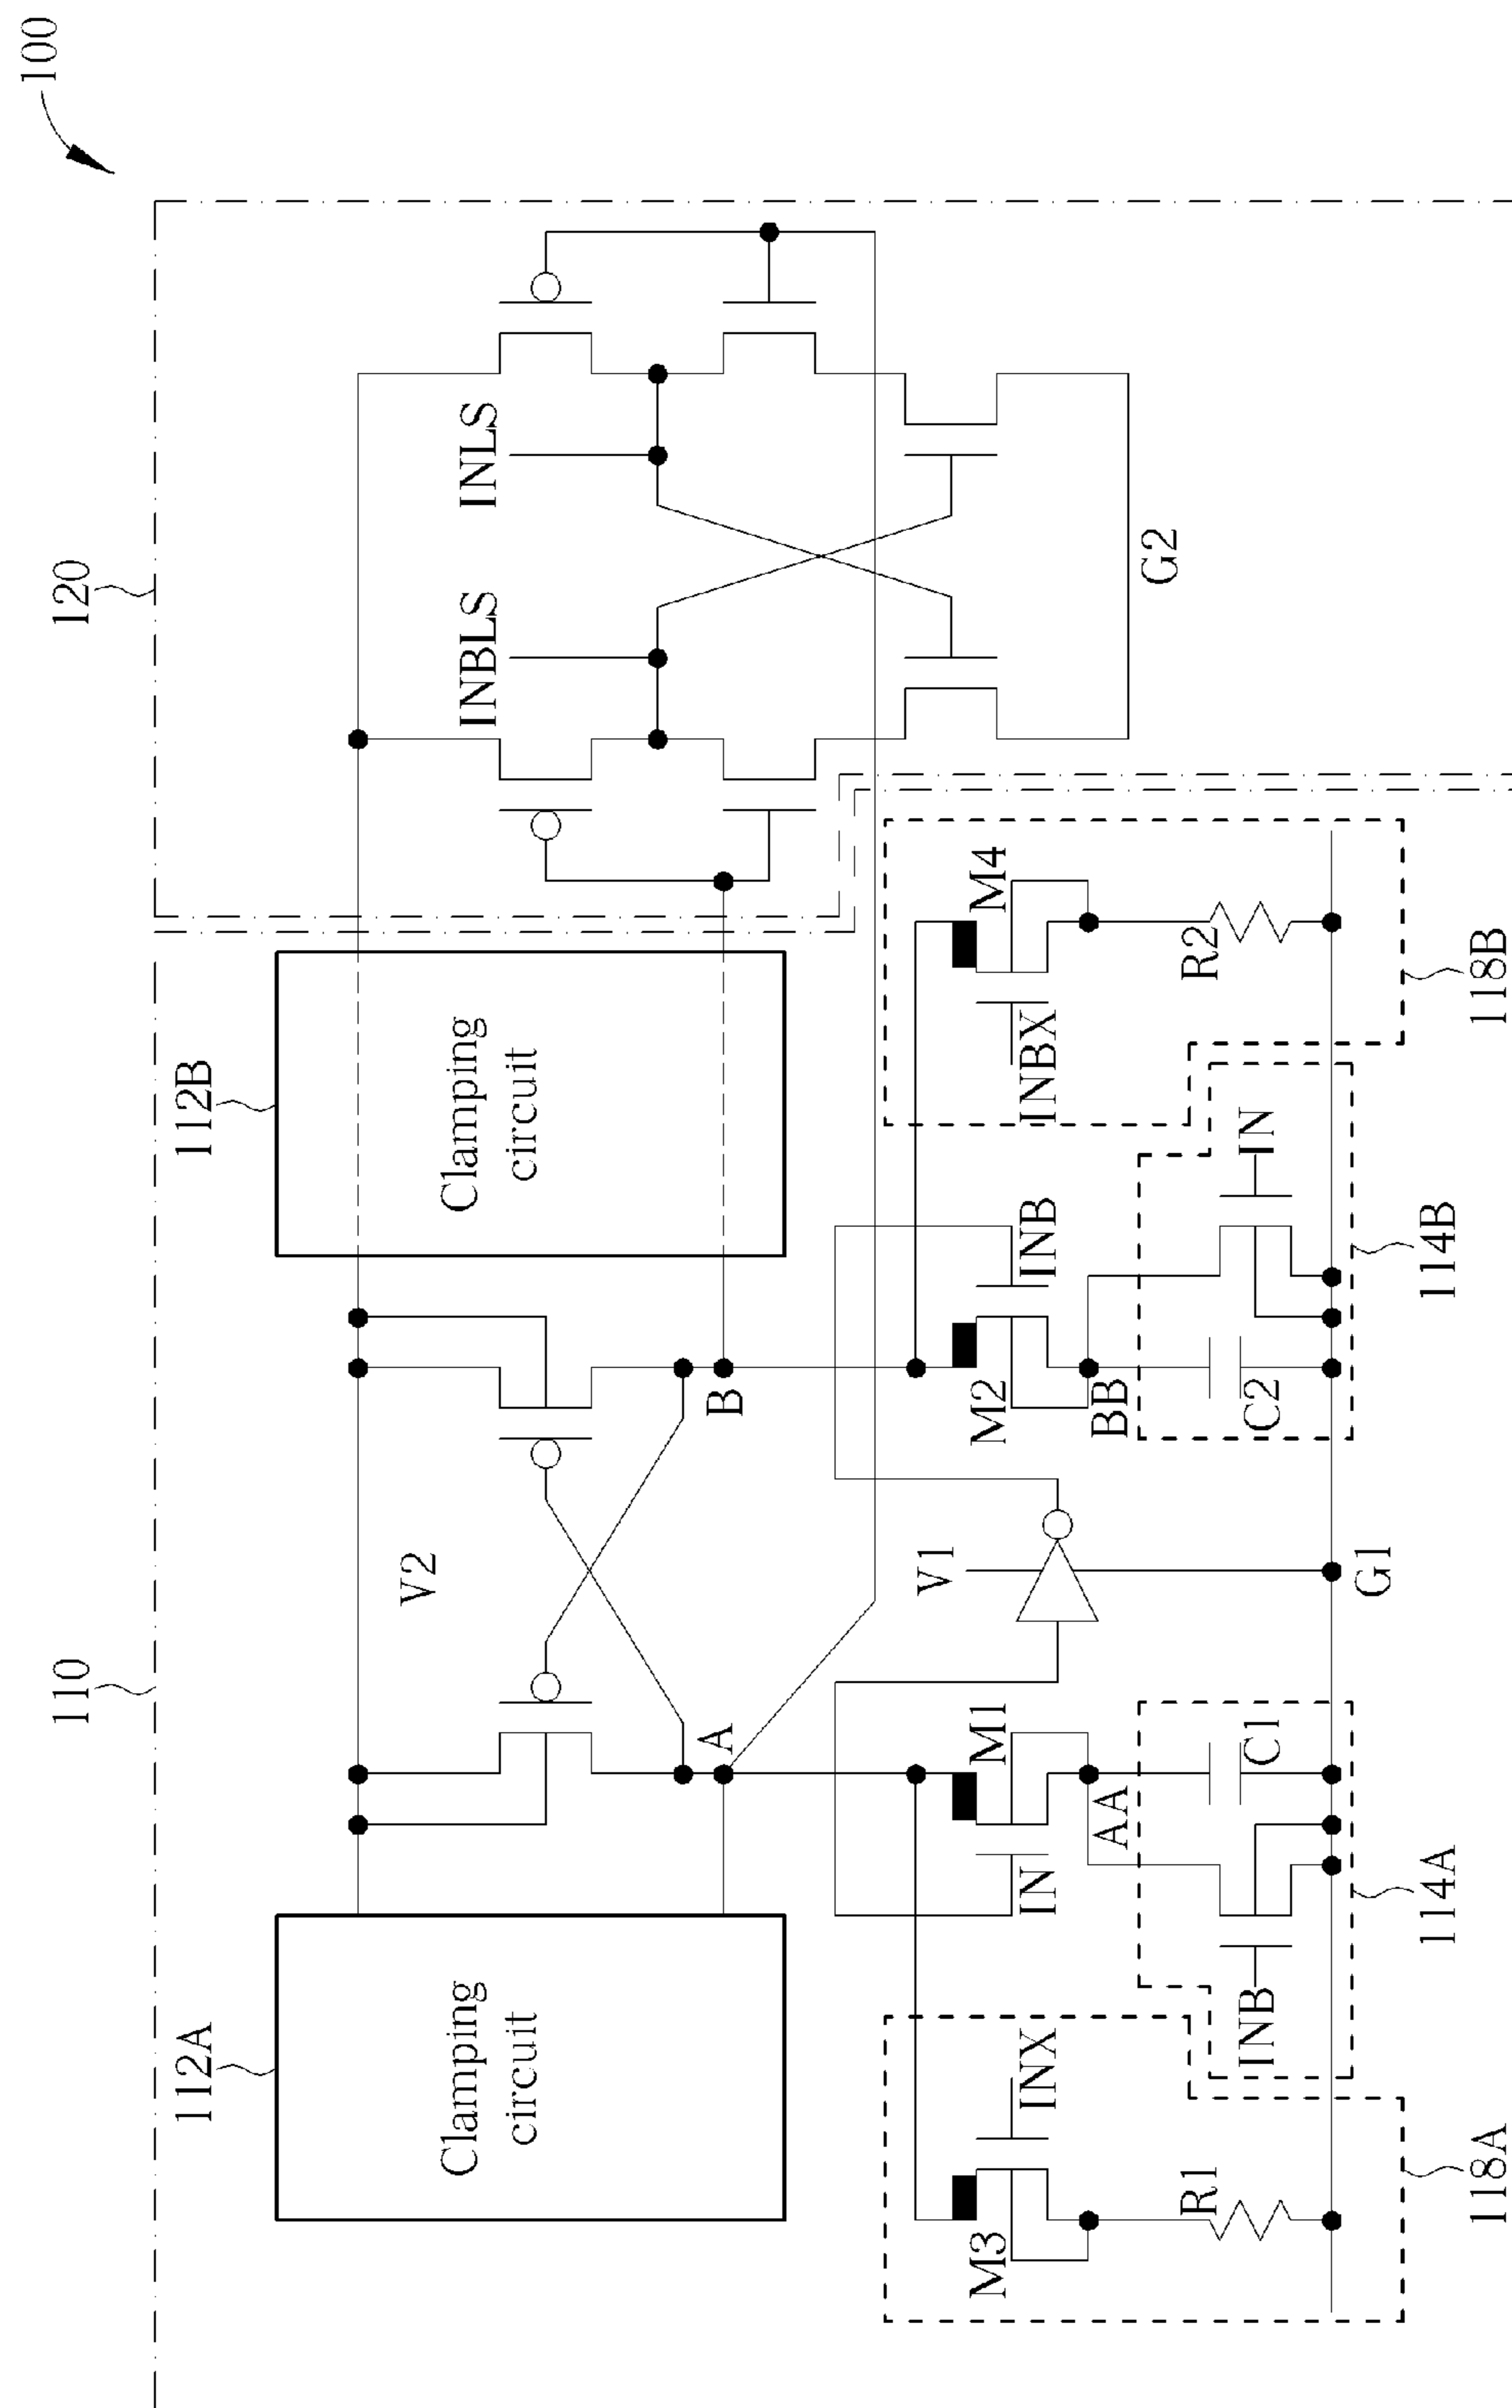 100
110
120
112A
112B
Clamping
circuit
Clamping
circuit
V2
INBLS
INLS
A
B
V1
G2
M3
INX
IN
M1
M2
INB
INBX
M4
AA
BB
R1
INB
C1
C2
IN
R2
G1
114A
114B
118A
118B